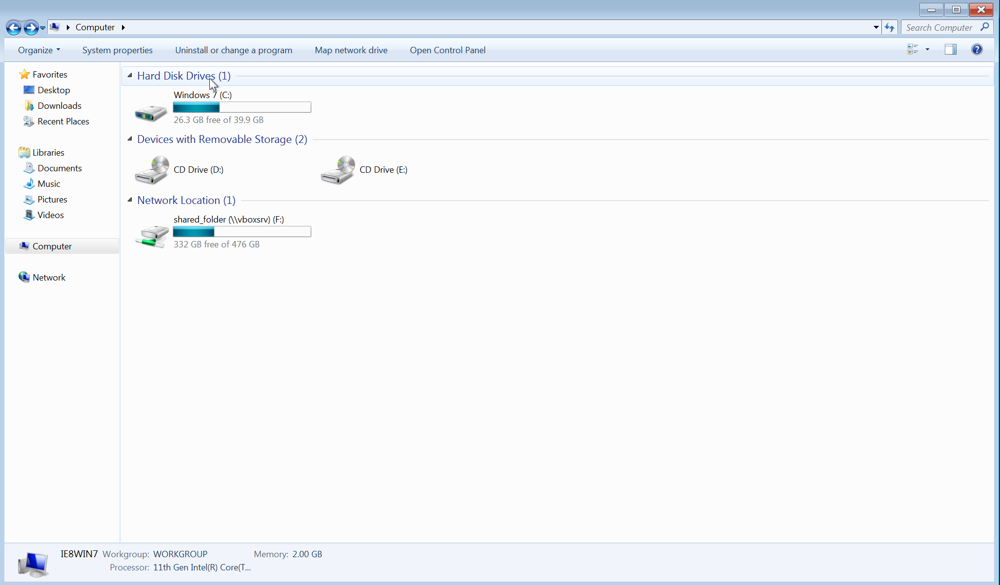 Computer
Search Computer
Organize
System properties
Uninstall or change a program
Map network drive
Open Control Panel
Favorites
Desktop
Downloads
Recent Places
Libraries
Documents
Music
Pictures
Videos
Computer
Network
Hard Disk Drives (1)
Windows 7 (C:)
26.3 GB free of 39.9 GB
Devices with Removable Storage (2)
CD Drive (D:)
CD Drive (E:)
Network Location (1)
shared_folder (\\vboxsrv) (F:)
332 GB free of 476 GB
IE8WIN7 Workgroup: WORKGROUP Memory: 2.00 GB
Processor: 11th Gen Intel(R) Core(T...